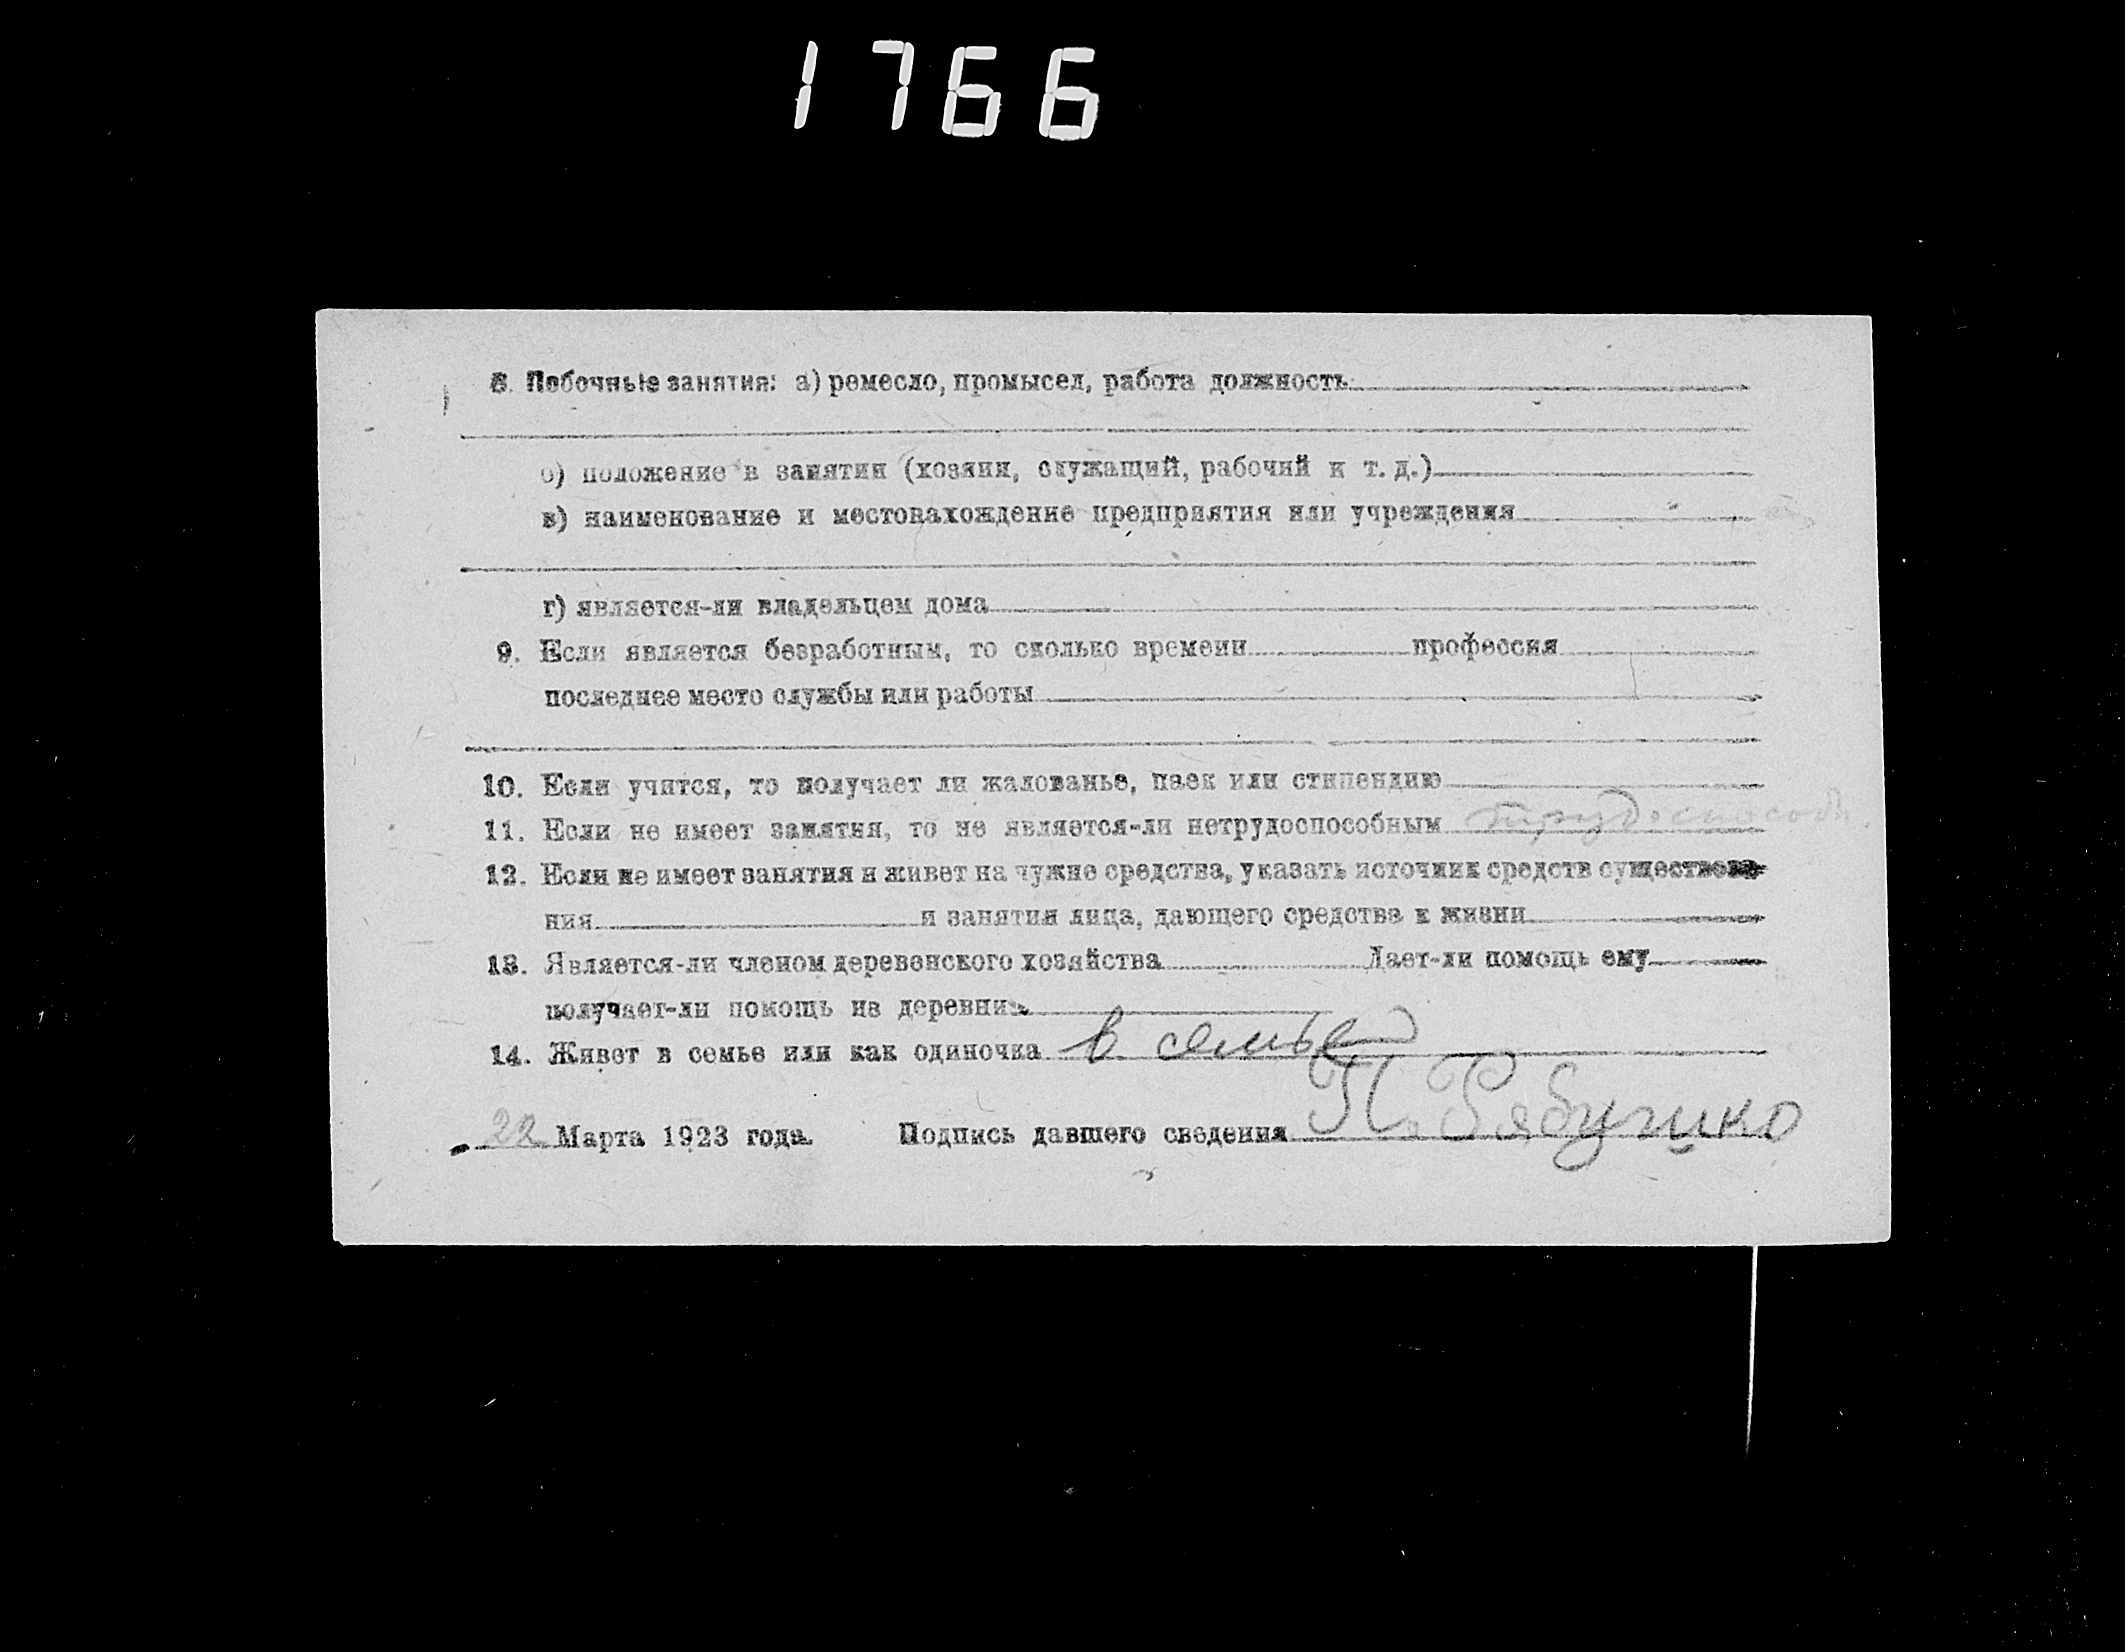 1766
8. Побочные занятия: а) ремесло, промысел, работа должность
б) положение в занятии (хозяин, служащий, рабочий и т. д.)
в) наименование и местонахождение предприятия или учреждения
г) является-ли владельцем дома
9. Если является безработным, то сколько времени профессия
последнее место службы или работы
10. Если учится, то получает ли жалованье, паек или стипендию
11. Если не имеет занятия, то не является-ли нетрудоспособным трудоспособн.
12. Если не имеет занятия и живет на чужие средства, указать источник средств существова-
ния и занятия лица, дающего средства к жизни
13. Является-ли членом деревенского хозяйства Дает-ли помощь ему
получает-ли помощь из деревни
14. Живет в семье или как одиночка в семье
22 Марта 1923 года. Подпись давшего сведения П. Рябушко